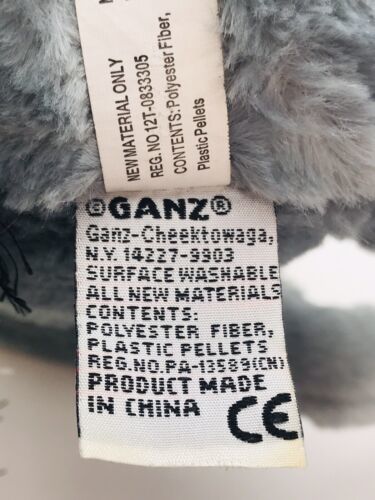 NEW MATERIAL ONLY
REG. NO 12T-0833305
CONTENTS: Polyester Fiber,
Plastic Pellets
®GANZ®
Ganz-Cheektowaga,
N.Y. 14227-9903
SURFACE WASHABLE
ALL NEW MATERIALS
CONTENTS:
POLYESTER FIBER,
PLASTIC PELLETS
REG.NO.PA-13589(CN)
PRODUCT MADE
IN CHINA
CE